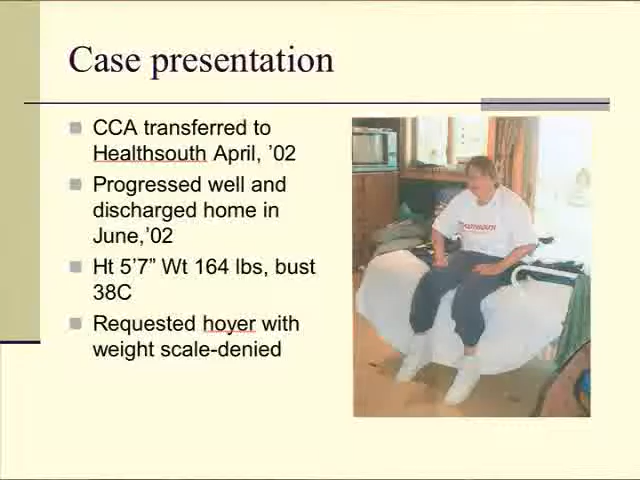 Case presentation
CCA transferred to
Healthsouth April, ’02
Progressed well and
discharged home in
June,’02
Ht 5’7” Wt 164 lbs, bust
38C
Requested hoyer with
weight scale-denied